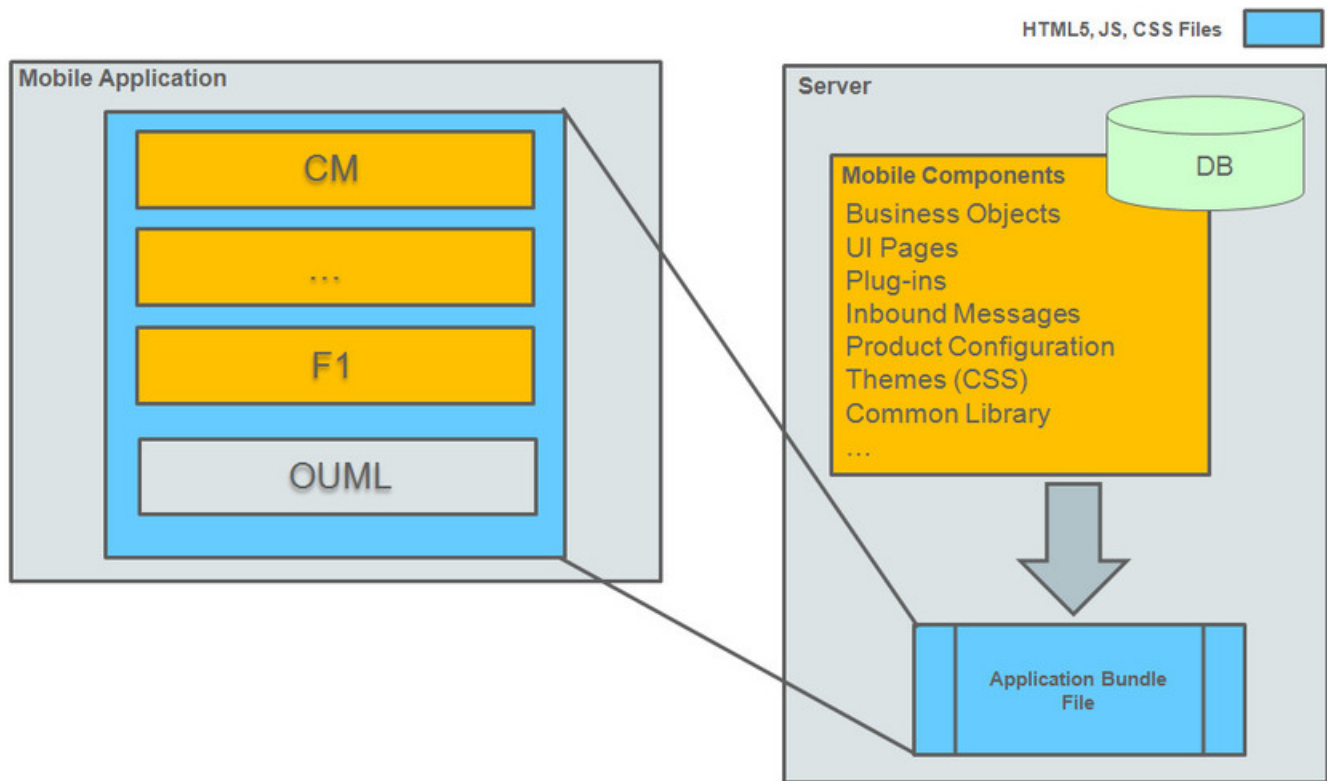 HTML5, JS, CSS Files
Mobile Application
CM
...
F1
OUML
Server
DB
Mobile Components
Business Objects
UI Pages
Plug-ins
Inbound Messages
Product Configuration
Themes (CSS)
Common Library
...
Application Bundle
File